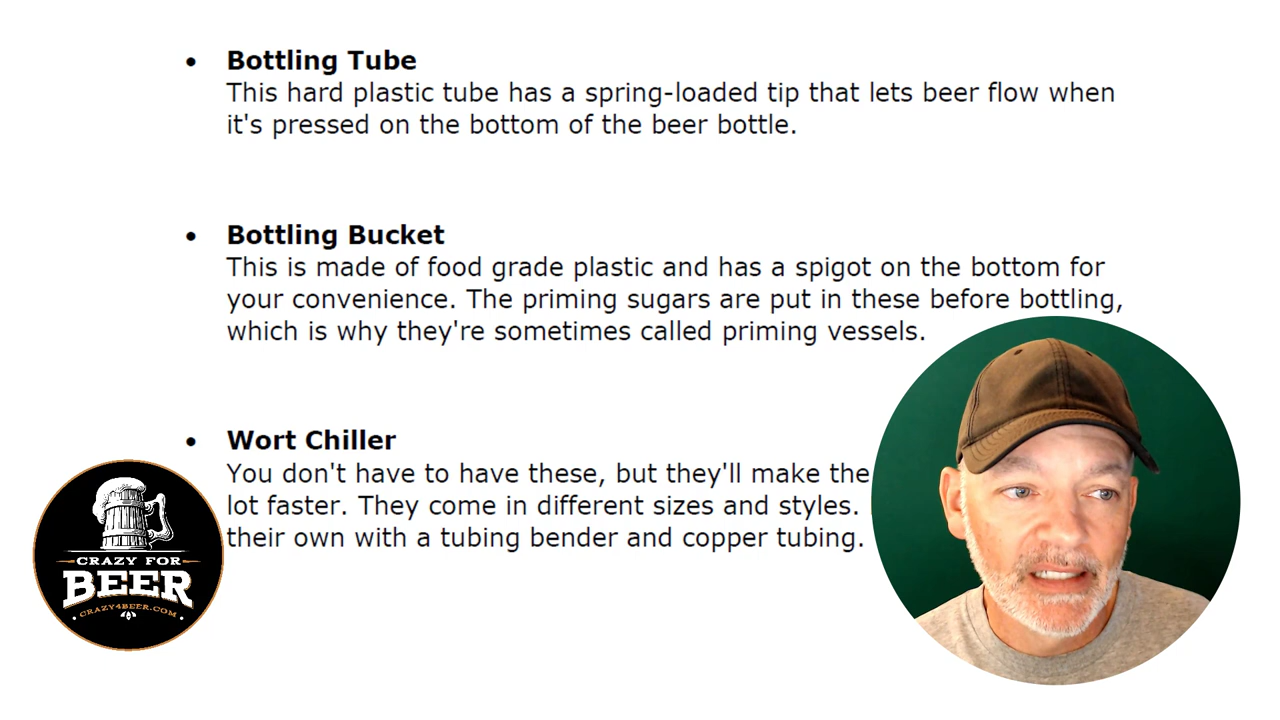 Bottling Tube
This hard plastic tube has a spring-loaded tip that lets beer flow when
it's pressed on the bottom of the beer bottle.
Bottling Bucket
This is made of food grade plastic and has a spigot on the bottom for
your convenience. The priming sugars are put in these before bottling,
which is why they're sometimes called priming vessels.
Wort Chiller
You don't have to have these, but they'll make the
lot faster. They come in different sizes and styles.
their own with a tubing bender and copper tubing.
CRAZY FOR
BEER
CRAZY4BEER.COM